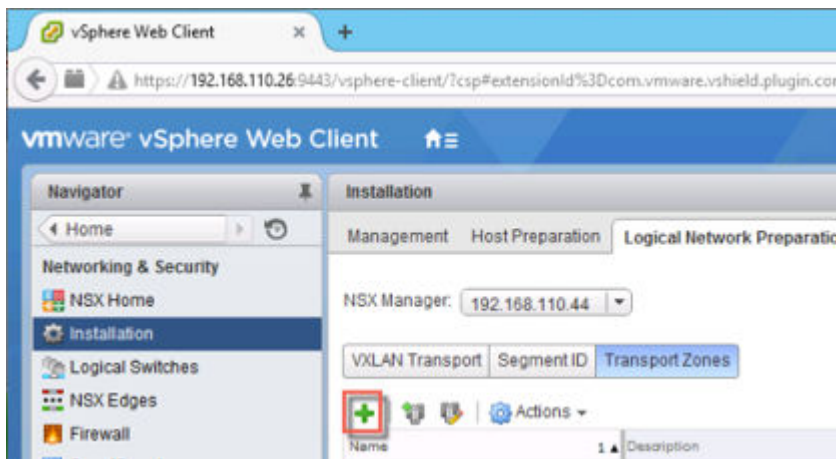 vSphere Web Client
https://192.168.110.26:9443/vsphere-client/?csp#extensionId%3Dcom.vmware.vshield.plugin.co
vmware® vSphere Web Client
Navigator
Installation
Home
Management Host Preparation Logical Network Preparatio
Networking & Security
NSX Home
NSX Manager: 192.168.110.44
Installation
Logical Switches
VXLAN Transport Segment ID Transport Zones
NSX Edges
Firewall
Actions
Name 1 Description